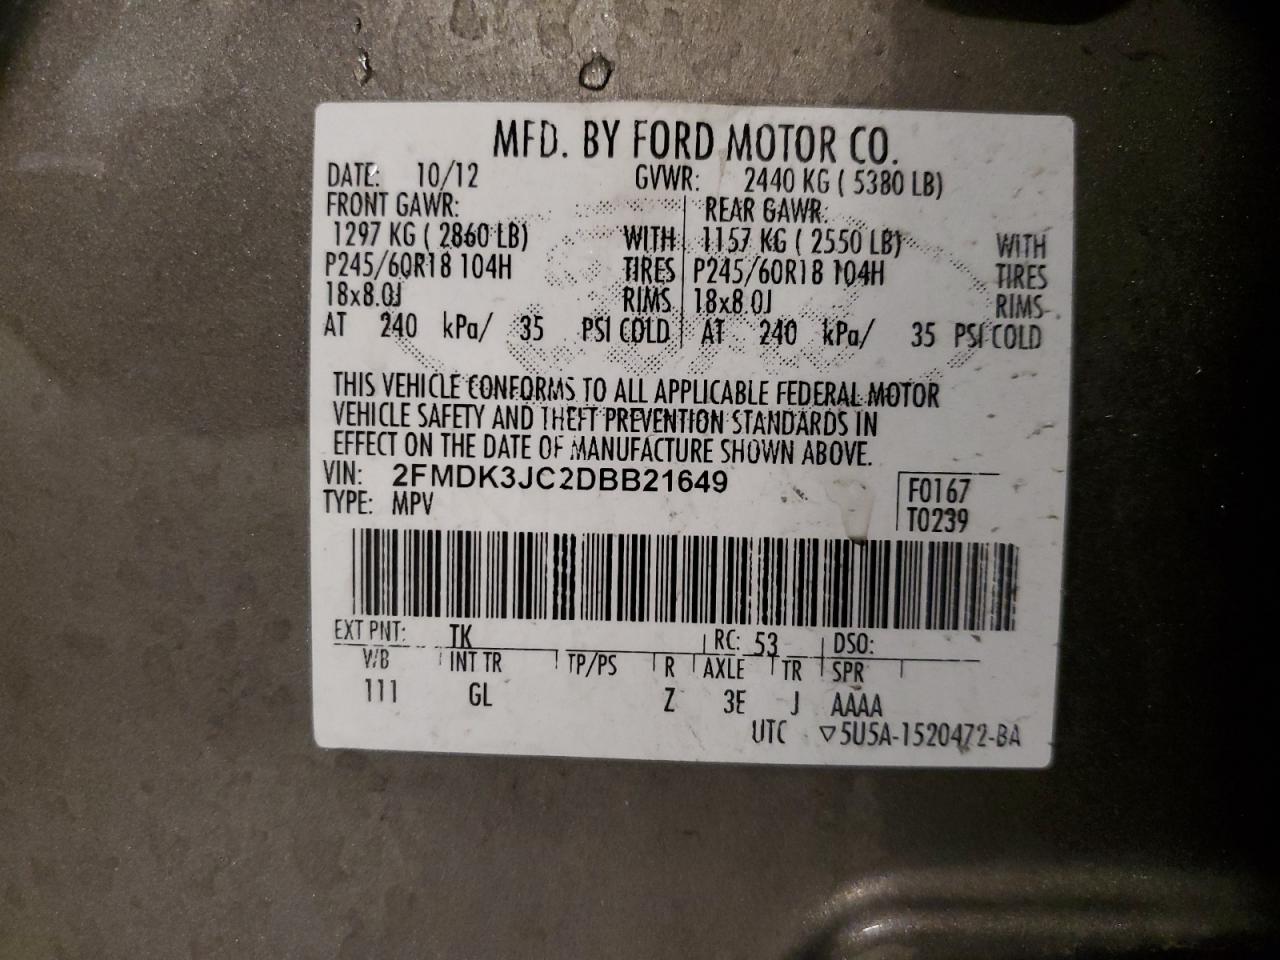 MFD. BY FORD MOTOR CO.
DATE: 10/12 GVWR: 2440 KG ( 5380 LB)
FRONT GAWR: REAR GAWR:
1297 KG ( 2860 LB) WITH 1157 KG ( 2550 LB) WITH
P245/60R18 104H TIRES P245/60R18 104H TIRES
18x8.0J RIMS 18x8.0J RIMS
AT 240 kPa/ 35 PSI COLD AT 240 kPa/ 35 PSI COLD
THIS VEHICLE CONFORMS TO ALL APPLICABLE FEDERAL MOTOR
VEHICLE SAFETY AND THEFT PREVENTION STANDARDS IN
EFFECT ON THE DATE OF MANUFACTURE SHOWN ABOVE.
VIN: 2FMDK3JC2DBB21649 F0167
TYPE: MPV T0239
EXT PNT: TK RC: 53 DSO:
W/B INT TR TP/PS R AXLE TR SPR
111 GL Z 3E J AAAA
UTC ▽5U5A-1520472-BA